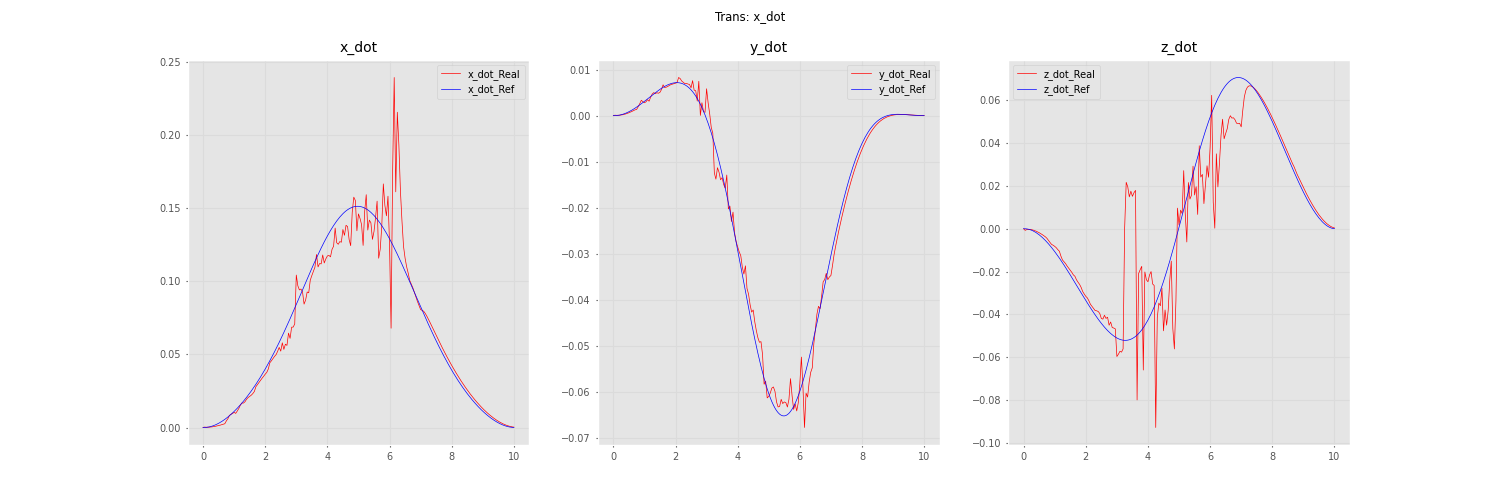 Trans: x_dot
x_dot
0.25
0.20
0.15
0.10
0.05
0.00
0 2 4 6 8 10
x_dot_Real
x_dot_Ref
y_dot
0.01
0.00
−0.01
−0.02
−0.03
−0.04
−0.05
−0.06
−0.07
0 2 4 6 8 10
y_dot_Real
y_dot_Ref
z_dot
0.06
0.04
0.02
0.00
−0.02
−0.04
−0.06
−0.08
−0.10
0 2 4 6 8 10
z_dot_Real
z_dot_Ref